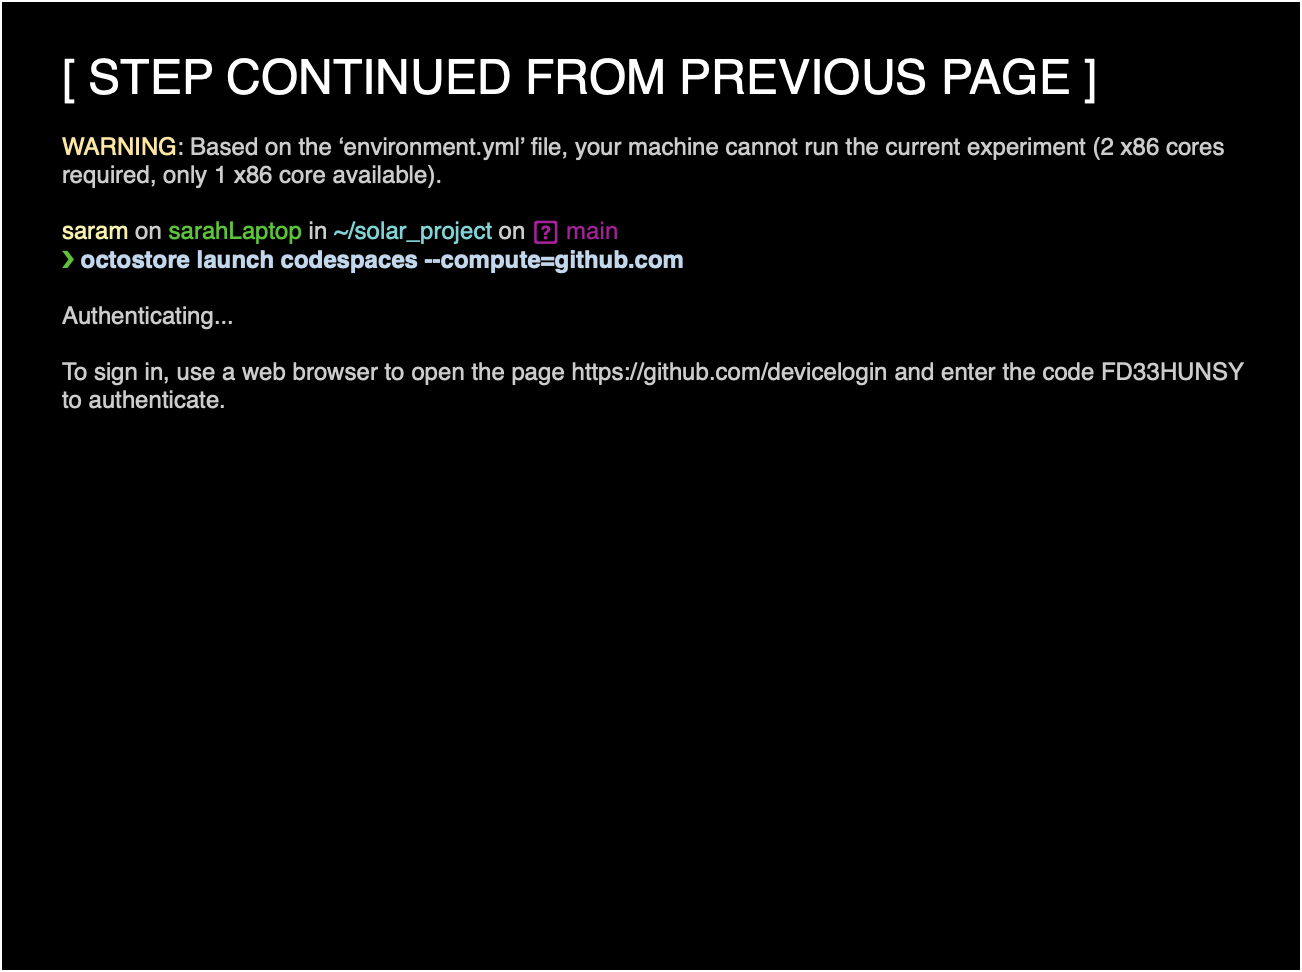 [ STEP CONTINUED FROM PREVIOUS PAGE ]
WARNING: Based on the ‘environment.yml’ file, your machine cannot run the current experiment (2 x86 cores
required, only 1 x86 core available).
saram on sarahLaptop in ~/solar_project on [?] main
❯ octostore launch codespaces --compute=github.com
Authenticating...
To sign in, use a web browser to open the page https://github.com/devicelogin and enter the code FD33HUNSY
to authenticate.